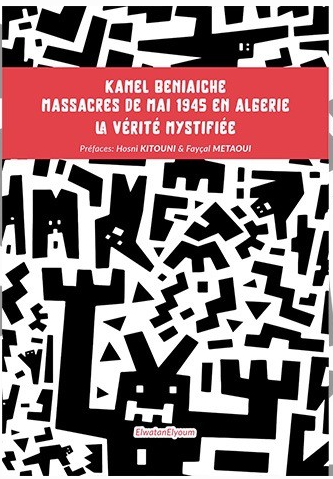 KAMEL BENIAICHE
MASSACRES DE MAI 1945 EN ALGERIE
LA VÉRITÉ MYSTIFIÉE
Préfaces: Hosni KITOUNI & Fayçal METAOUI
ElwatanElyoum